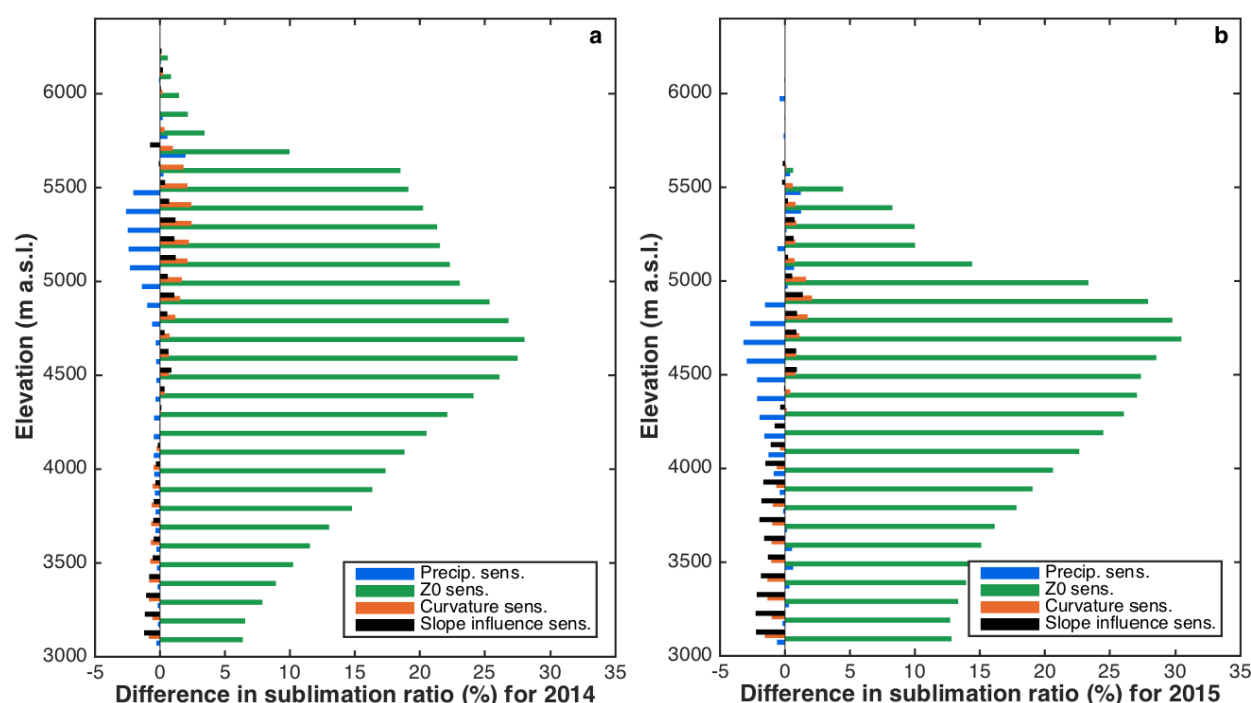 a
6000
5500
5000
4500
4000
3500
3000
-5 0 5 10 15 20 25 30 35
Elevation (m a.s.l.)
Difference in sublimation ratio (%) for 2014
Precip. sens.
Z0 sens.
Curvature sens.
Slope influence sens.
b
6000
5500
5000
4500
4000
3500
3000
-5 0 5 10 15 20 25 30 35
Elevation (m a.s.l.)
Difference in sublimation ratio (%) for 2015
Precip. sens.
Z0 sens.
Curvature sens.
Slope influence sens.